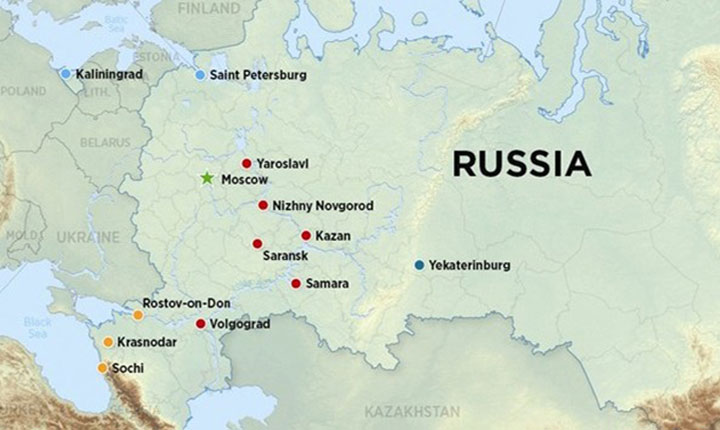 FINLAND
Baltic
Sea
ESTONIA
Kaliningrad
Saint Petersburg
POLAND
LITH.
BELARUS
Yaroslavl
RUSSIA
Moscow
Nizhny Novgorod
UKRAINE
MOLD.
Kazan
Saransk
Yekaterinburg
Samara
Rostov-on-Don
Black
Sea
Volgograd
Krasnodar
Sochi
KAZAKHSTAN